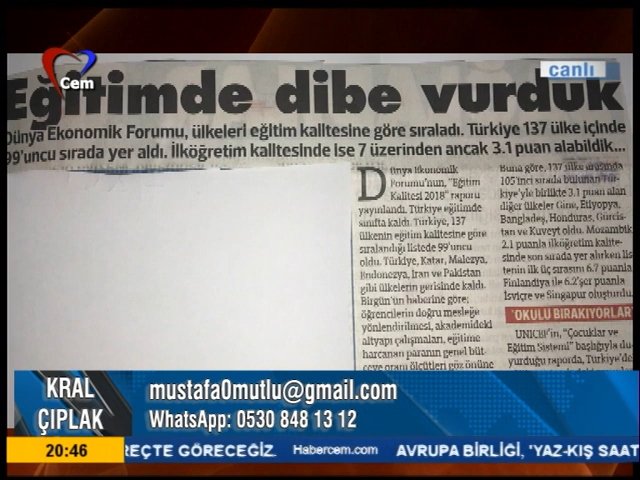 Cem
canlı
Eğitimde dibe vurduk
Dünya Ekonomik Forumu, ülkeleri eğitim kalitesine göre sıraladı. Türkiye 137 ülke içinde
99'uncu sırada yer aldı. İlköğretim kalitesinde ise 7 üzerinden ancak 3.1 puan alabildik...
Dünya Ekonomik
Forumu'nun, "Eğitim
Kalitesi 2018" raporu
yayınlandı. Türkiye eğitimde
sınıfta kaldı. Türkiye, 137
ülkenin eğitim kalitesine göre
sıralandığı listede 99'uncu
oldu. Türkiye, Katar, Malezya,
Endonezya, İran ve Pakistan
gibi ülkelerin gerisinde kaldı.
Birgün'ün haberine göre;
öğrencilerin doğru mesleğe
yönlendirilmesi, akademideki
altyapı çalışmaları, eğitime
harcanan paranın genel büt-
çeye oranı ölçütleri göz önüne
Buna göre, 137 ülke arasında
105'inci sırada bulunan Tür-
kiye'yle birlikte 3.1 puan alan
diğer ülkeler Gine, Etiyopya,
Bangladeş, Honduras, Gürcis-
tan ve Kuveyt oldu. Mozambik
2.1 puanla ilköğretim kalite-
sinde son sırada yer alırken lis-
tenin ilk üç sırasını 6.7 puanla
Finlandiya ile 6.2'şer puanla
İsviçre ve Singapur oluşturdu.
'OKULU BIRAKIYORLAR'
UNICEF'in, "Çocuklar ve
Eğitim Sistemi" başlığıyla du-
yurduğu raporda, Türkiye'de
KRAL
ÇIPLAK
mustafa0mutlu@gmail.com
WhatsApp: 0530 848 13 12
20:46
REÇTE GÖRECEĞİZ. Habercem.com AVRUPA BİRLİĞİ, 'YAZ-KIŞ SAAT